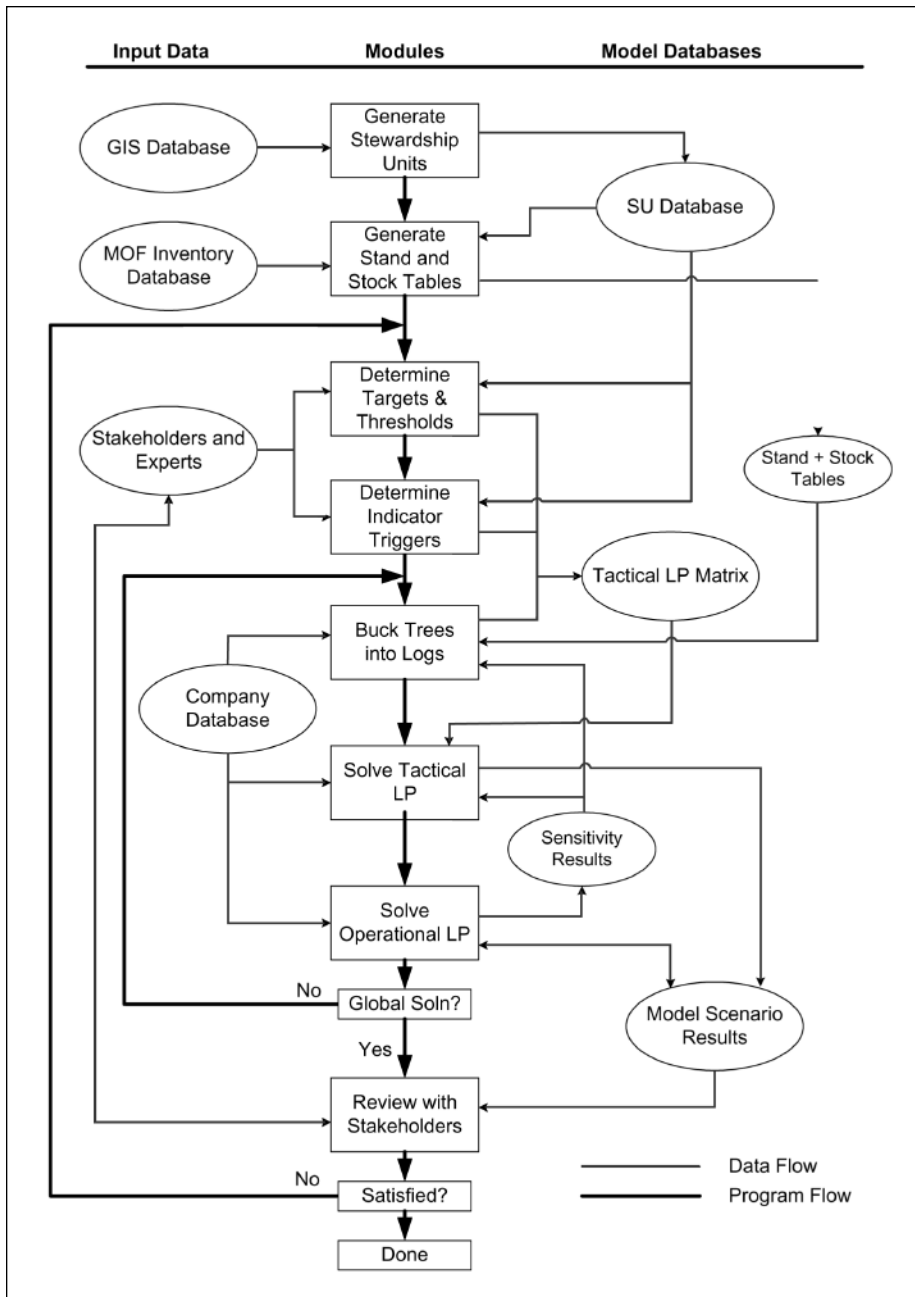 Input Data
Modules
Model Databases
Generate
Stewardship
Units
GIS Database
SU Database
Generate
Stand and
Stock Tables
MOF Inventory
Database
Determine
Targets &
Thresholds
Stakeholders and
Experts
Stand + Stock
Tables
Determine
Indicator
Triggers
Tactical LP Matrix
Buck Trees
into Logs
Company
Database
Solve Tactical
LP
Sensitivity
Results
Solve
Operational LP
No
Global Soln?
Model Scenario
Results
Yes
Review with
Stakeholders
Data Flow
No
Satisfied?
Program Flow
Done